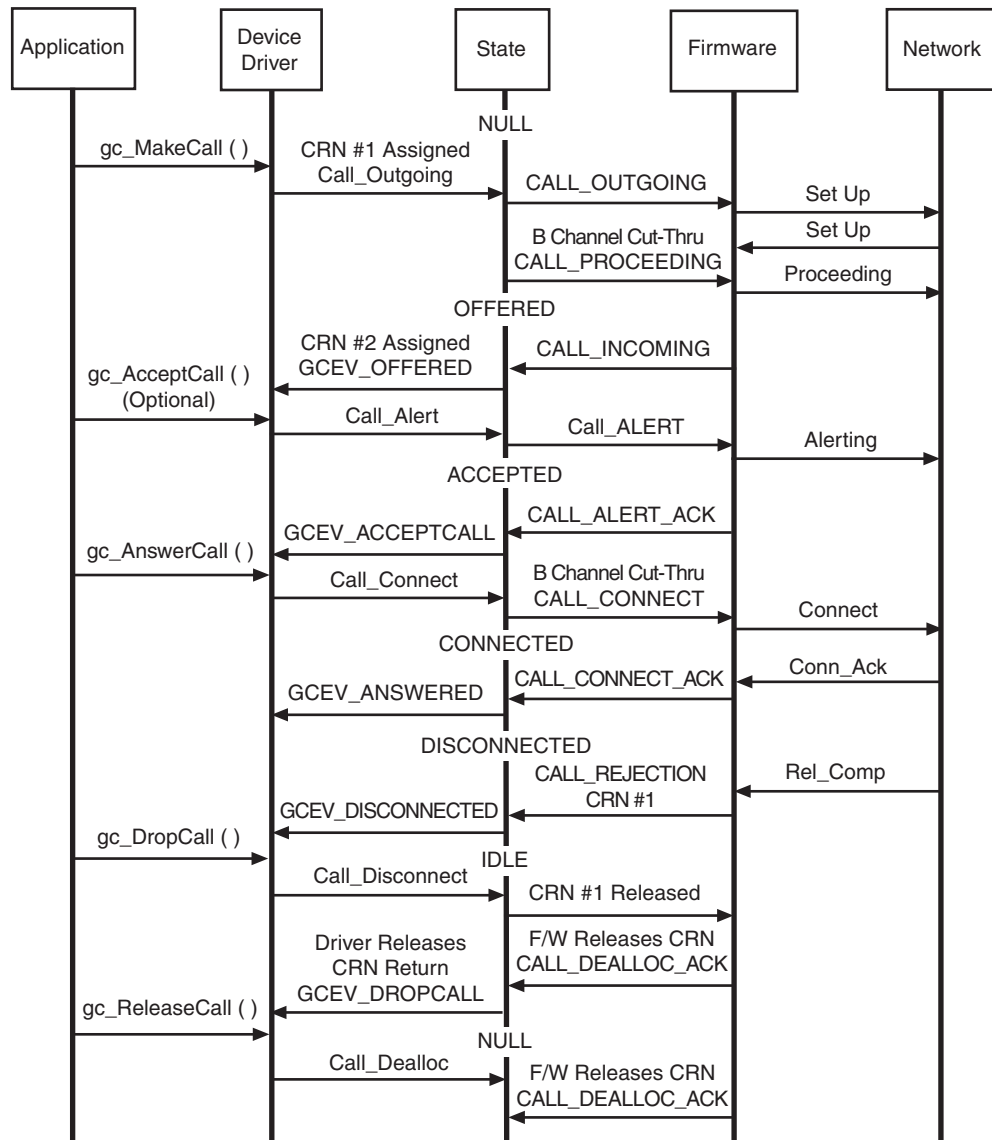 Application
Device
Driver
State
Firmware
Network
NULL
gc_MakeCall ( )
CRN #1 Assigned
Call_Outgoing
CALL_OUTGOING
Set Up
Set Up
B Channel Cut-Thru
CALL_PROCEEDING
Proceeding
OFFERED
CRN #2 Assigned
GCEV_OFFERED
CALL_INCOMING
gc_AcceptCall ( )
(Optional)
Call_Alert
Call_ALERT
Alerting
ACCEPTED
CALL_ALERT_ACK
GCEV_ACCEPTCALL
gc_AnswerCall ( )
Call_Connect
B Channel Cut-Thru
CALL_CONNECT
Connect
CONNECTED
Conn_Ack
CALL_CONNECT_ACK
GCEV_ANSWERED
DISCONNECTED
Rel_Comp
CALL_REJECTION
CRN #1
GCEV_DISCONNECTED
gc_DropCall ( )
IDLE
Call_Disconnect
CRN #1 Released
F/W Releases CRN
CALL_DEALLOC_ACK
Driver Releases
CRN Return
GCEV_DROPCALL
gc_ReleaseCall ( )
NULL
Call_Dealloc
F/W Releases CRN
CALL_DEALLOC_ACK